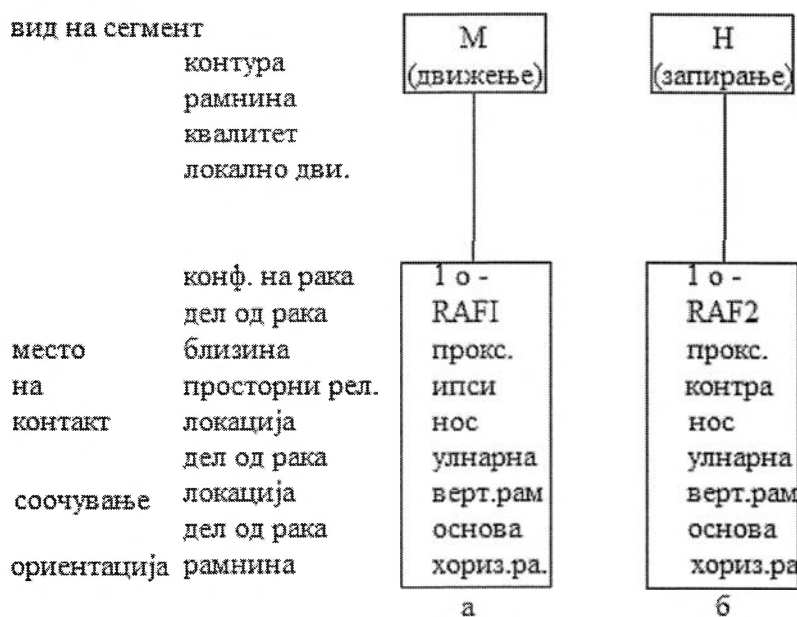 вид на сегмент М Н
контура (движење) (запирање)
рамнина
квалитет
локално дви.
конф. на рака 1 о - 1 о -
дел од рака RAFI RAF2
место близина прокс. прокс.
на просторни рел. ипси контра
контакт локација нос нос
дел од рака улнарна улнарна
соочување локација верт.рам верт.рам
дел од рака основа основа
ориентација рамнина хориз.ра. хориз.ра
а б